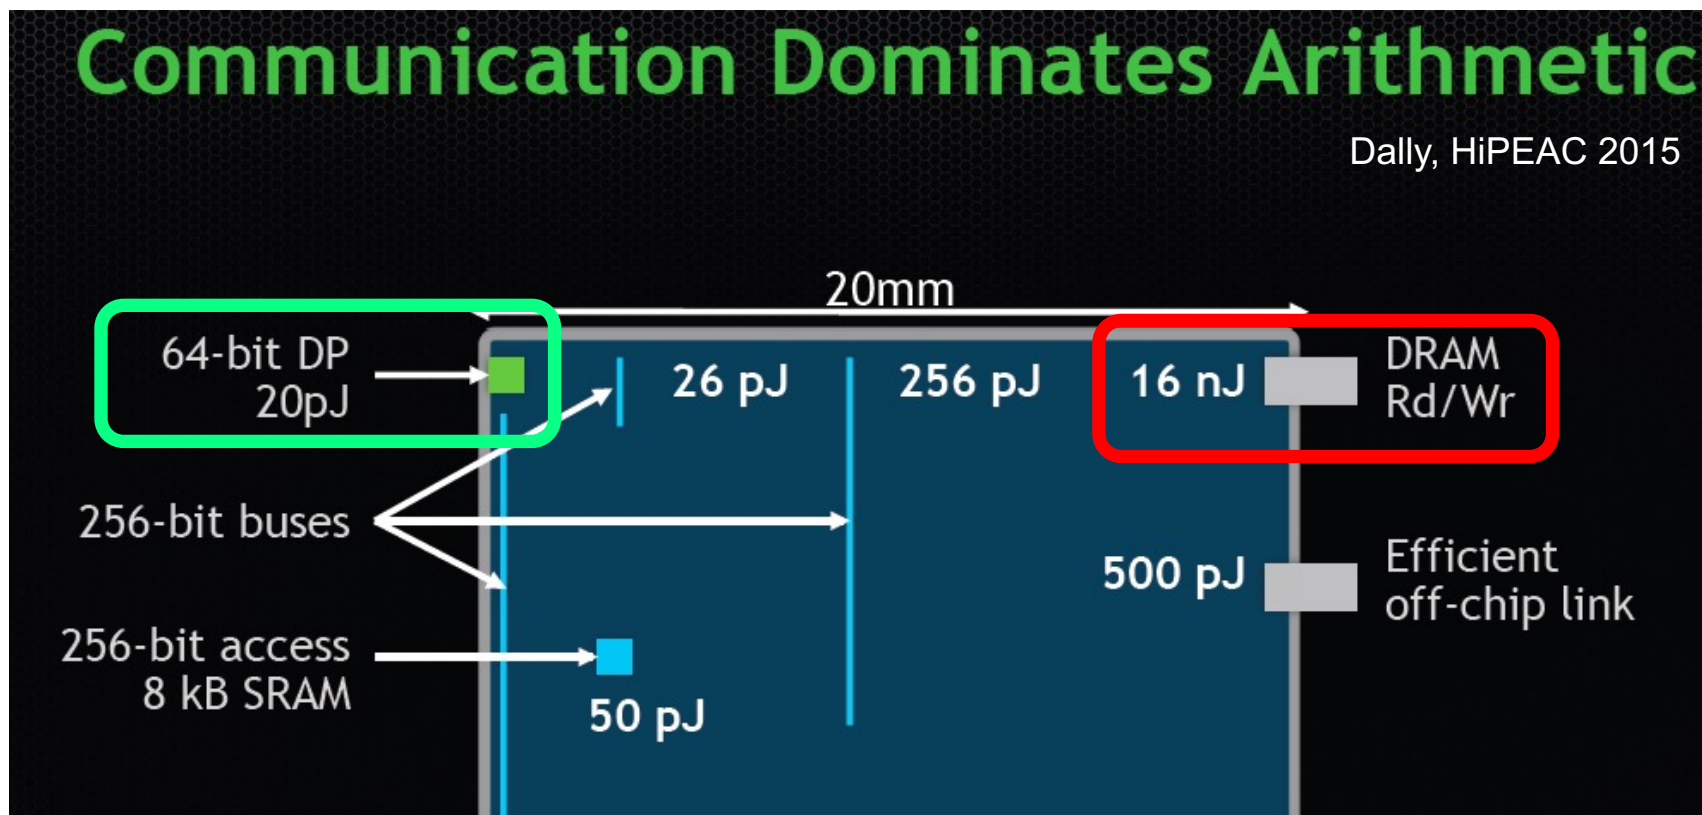 Communication Dominates Arithmetic
Dally, HiPEAC 2015
20mm
64-bit DP
20pJ
26 pJ
256 pJ
16 nJ
DRAM
Rd/Wr
256-bit buses
500 pJ
Efficient
off-chip link
256-bit access
8 kB SRAM
50 pJ